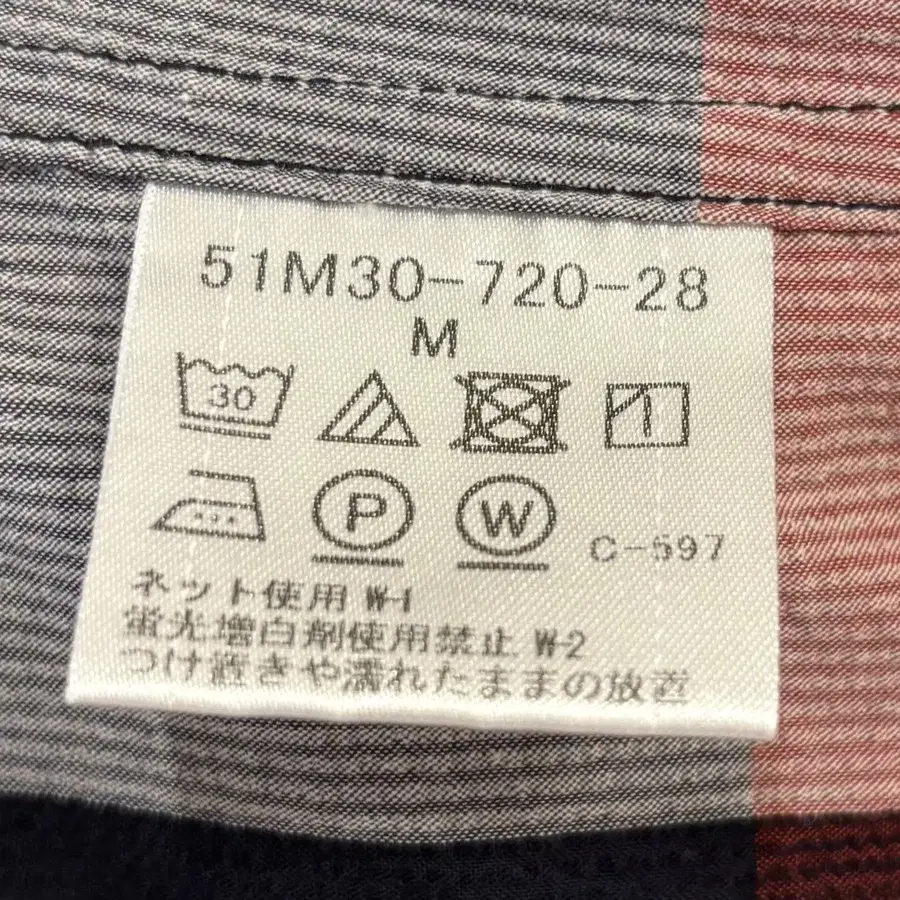 51M30-720-28
M
30
P W C-597
ネット使用 W-1
蛍光増白剤使用禁止 W-2
つけ置きや濡れたままの放置